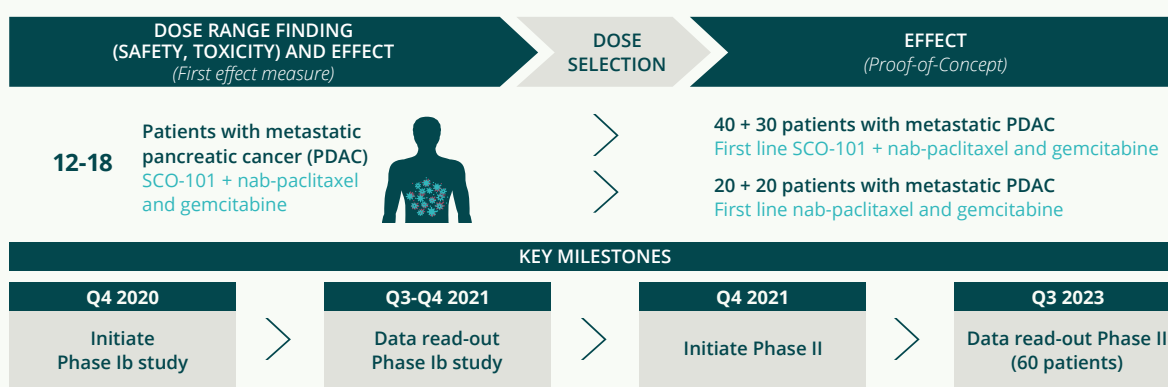 DOSE RANGE FINDING
(SAFETY, TOXICITY) AND EFFECT
(First effect measure)
DOSE
SELECTION
EFFECT
(Proof-of-Concept)
12-18
Patients with metastatic
pancreatic cancer (PDAC)
SCO-101 + nab-paclitaxel
and gemcitabine
40 + 30 patients with metastatic PDAC
First line SCO-101 + nab-paclitaxel and gemcitabine
20 + 20 patients with metastatic PDAC
First line nab-paclitaxel and gemcitabine
KEY MILESTONES
Q4 2020
Initiate
Phase Ib study
Q3-Q4 2021
Data read-out
Phase Ib study
Q4 2021
Initiate Phase II
Q3 2023
Data read-out Phase II
(60 patients)